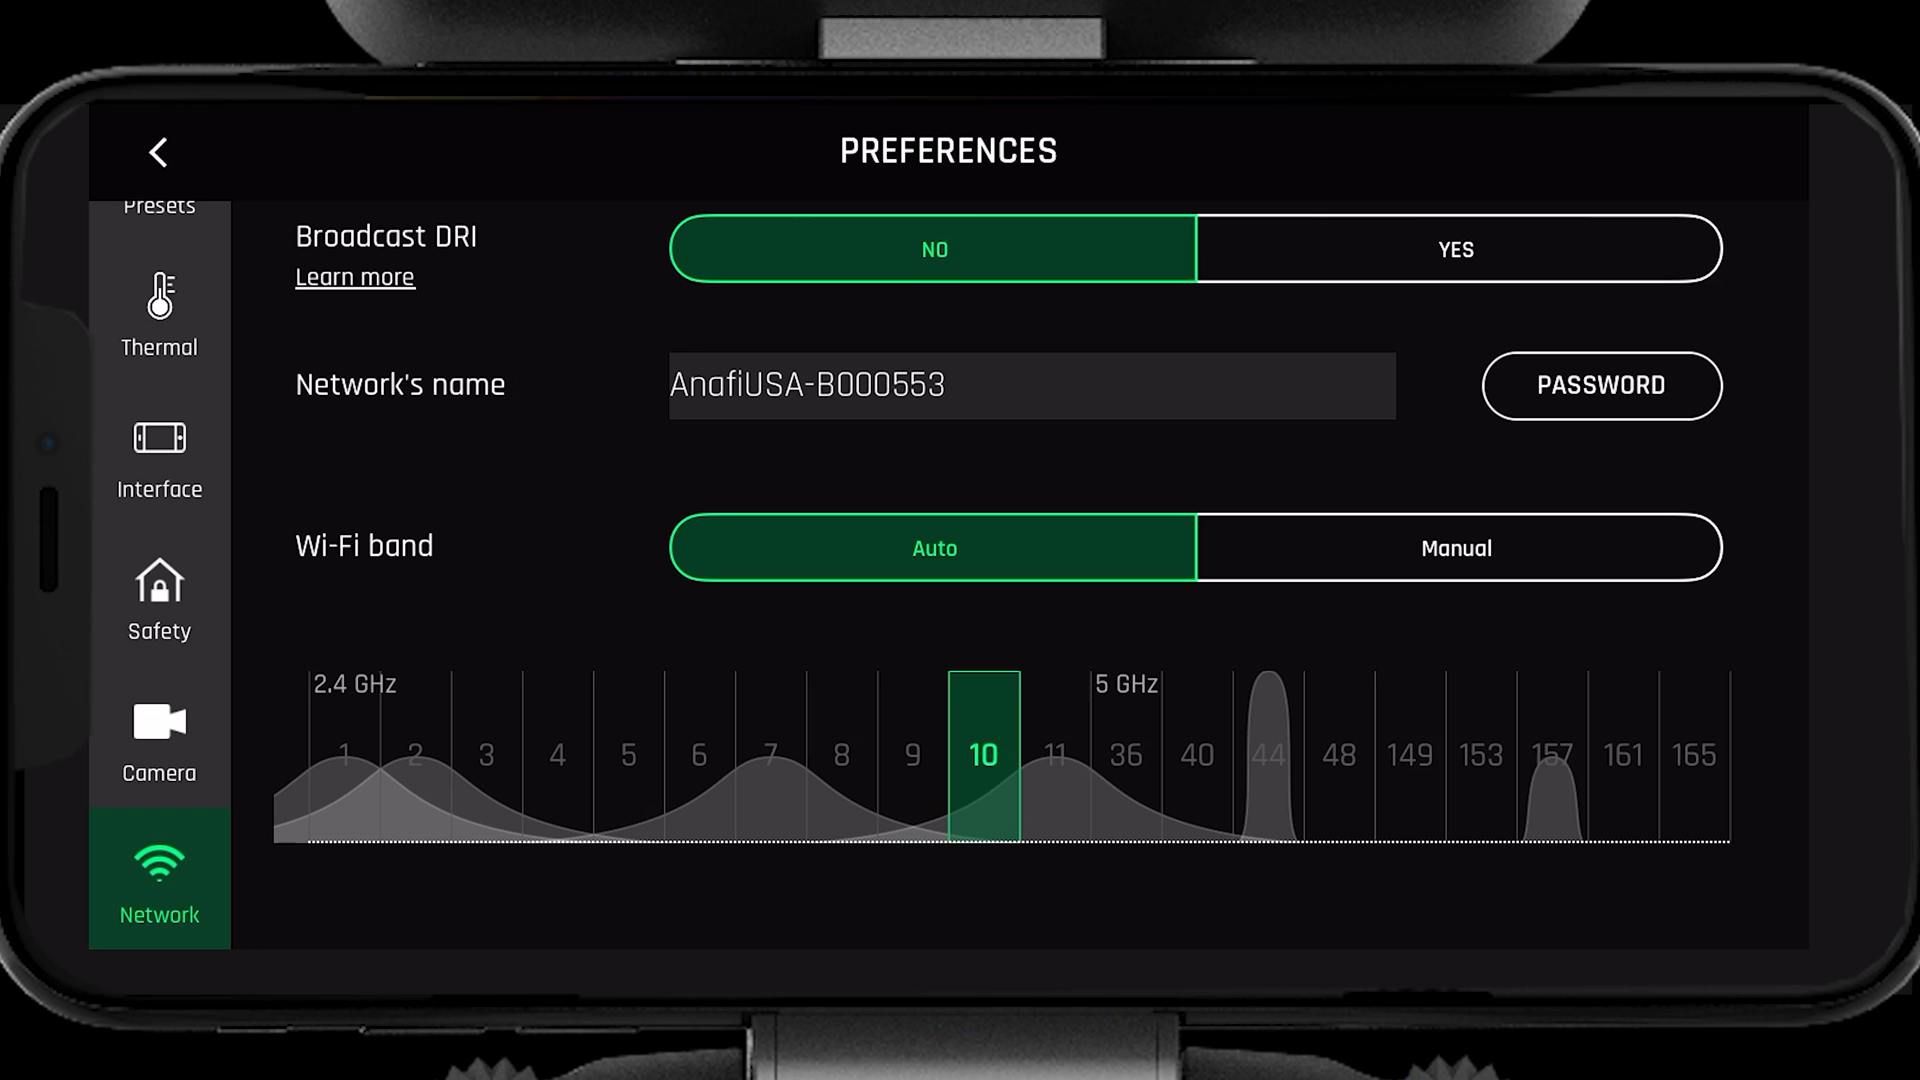 PREFERENCES
Presets
Thermal
Interface
Safety
Camera
Network
Broadcast DRI
Learn more
NO
YES
Network's name
AnafiUSA-B000553
PASSWORD
Wi-Fi band
Auto
Manual
2.4 GHz
5 GHz
1 2 3 4 5 6 7 8 9 10 11 36 40 44 48 149 153 157 161 165